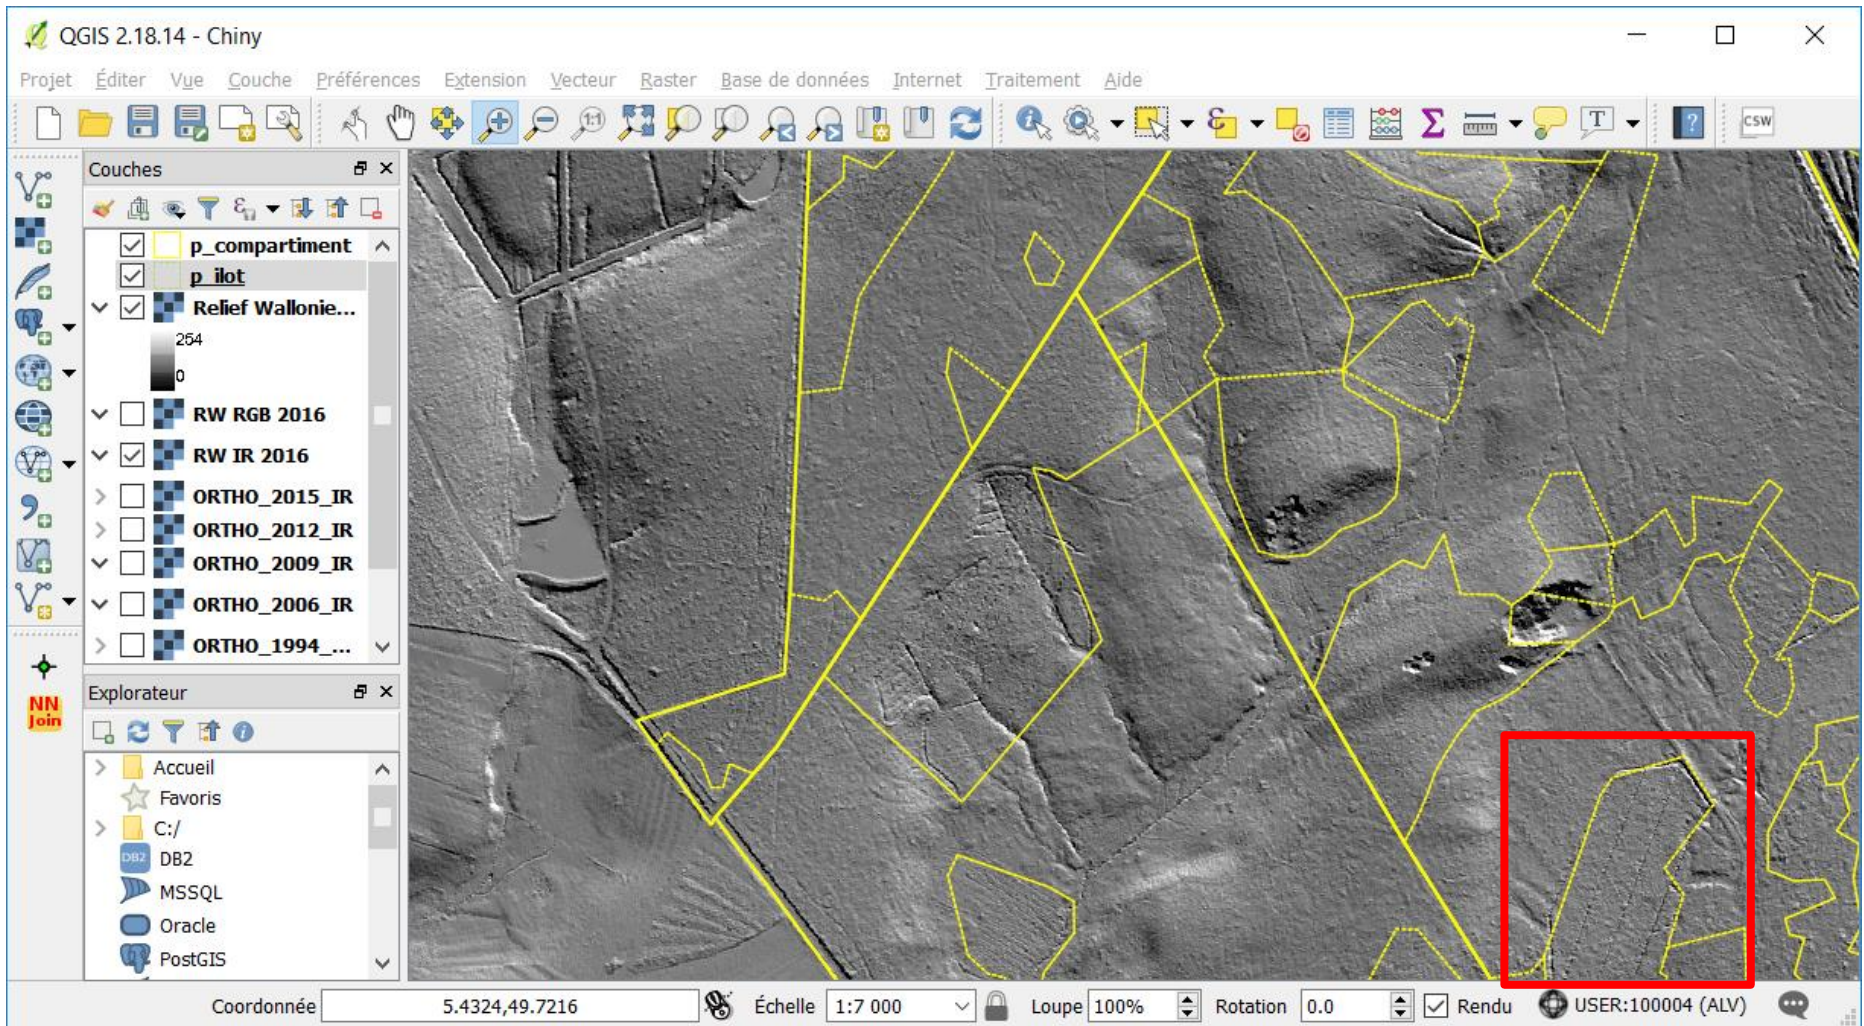 QGIS 2.18.14 - Chiny
Projet Éditer Vue Couche Préférences Extension Vecteur Raster Base de données Internet Traitement Aide
1:1 Σ T ? CSW
Couches
p_compartiment
p_ilot
Relief Wallonie...
254
0
RW RGB 2016
RW IR 2016
ORTHO_2015_IR
ORTHO_2012_IR
ORTHO_2009_IR
ORTHO_2006_IR
ORTHO_1994_...
NN
Join
Explorateur
Accueil
Favoris
C:/
DB2 DB2
MSSQL
Oracle
PostGIS
Coordonnée 5.4324,49.7216 Échelle 1:7 000 Loupe 100% Rotation 0.0 Rendu USER:100004 (ALV)